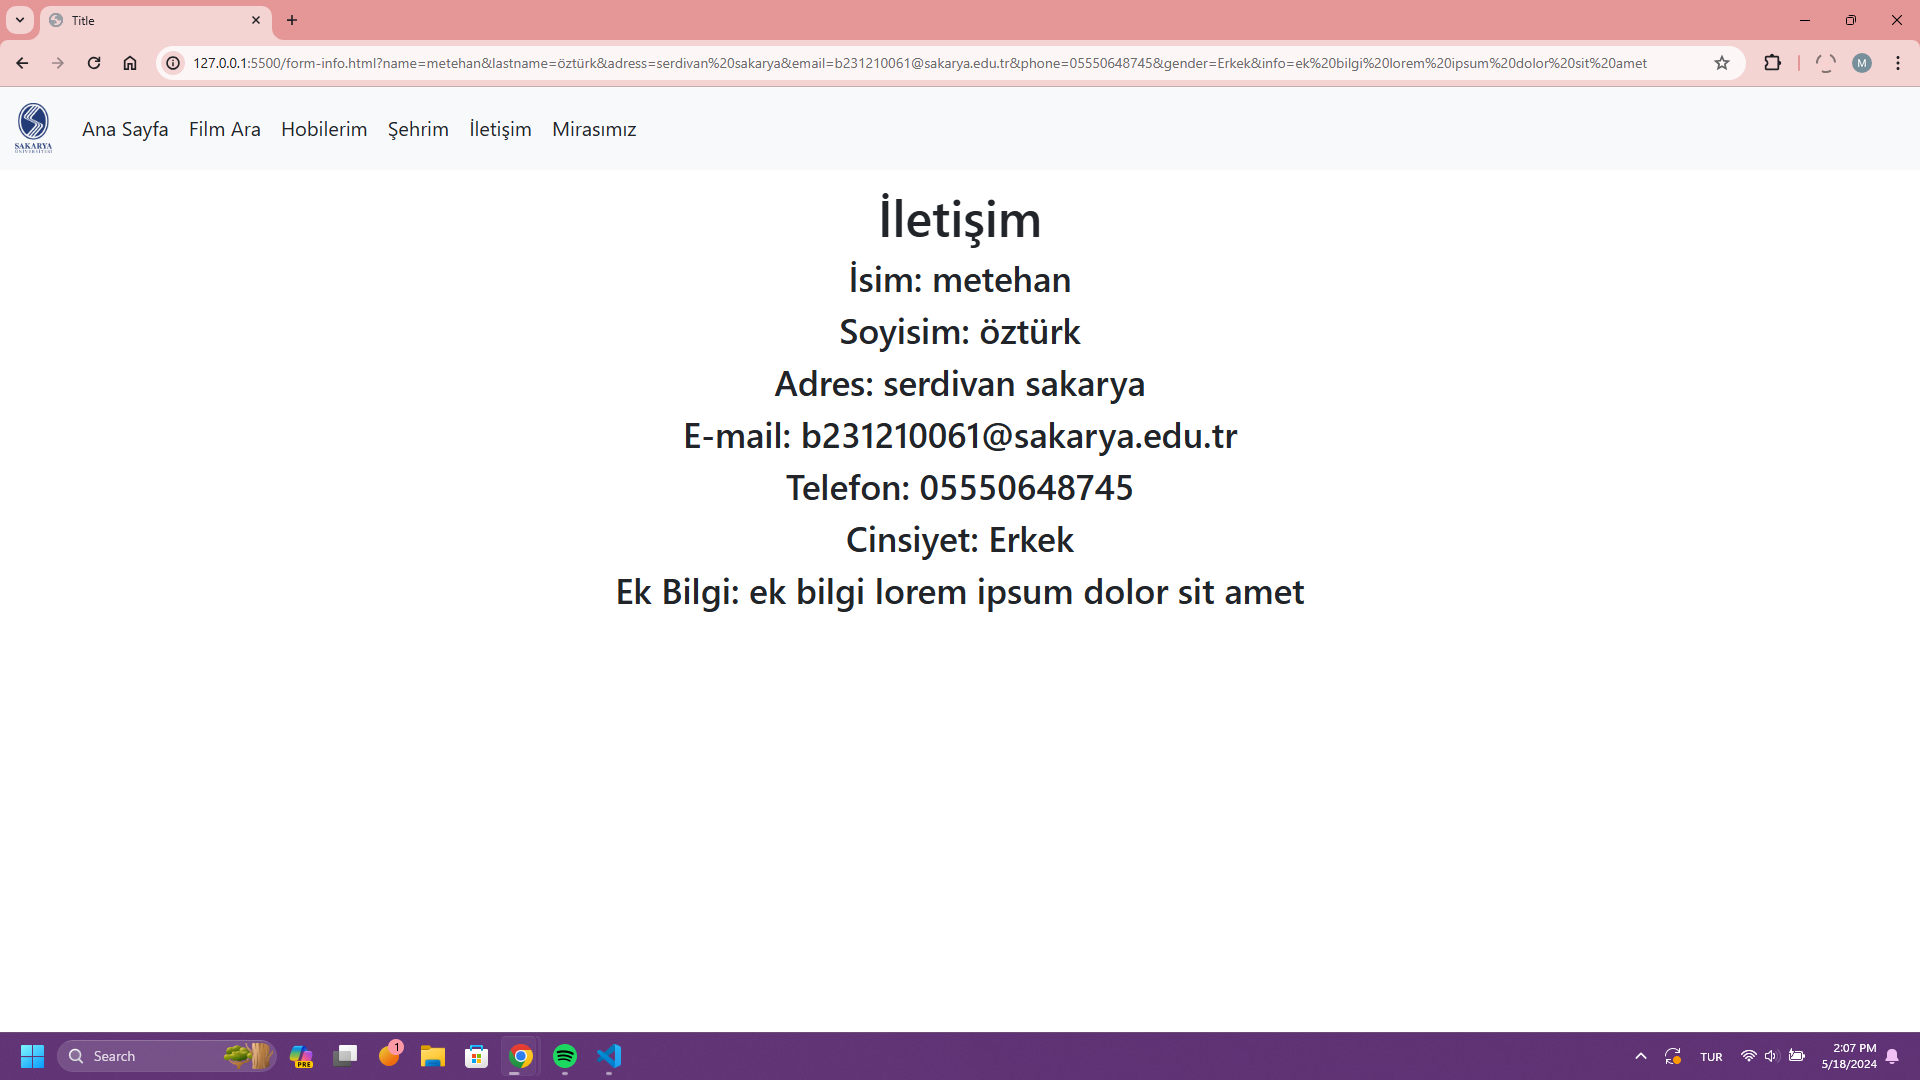 Title
127.0.0.1:5500/form-info.html?name=metehan&lastname=öztürk&adress=serdivan%20sakarya&email=b231210061@sakarya.edu.tr&phone=05550648745&gender=Erkek&info=ek%20bilgi%20lorem%20ipsum%20dolor%20sit%20amet
M
SAKARYA
ÜNİVERSİTESİ
Ana Sayfa Film Ara Hobilerim Şehrim İletişim Mirasımız
İletişim
İsim: metehan
Soyisim: öztürk
Adres: serdivan sakarya
E-mail: b231210061@sakarya.edu.tr
Telefon: 05550648745
Cinsiyet: Erkek
Ek Bilgi: ek bilgi lorem ipsum dolor sit amet
Search
PRE
1
TUR
2:07 PM
5/18/2024